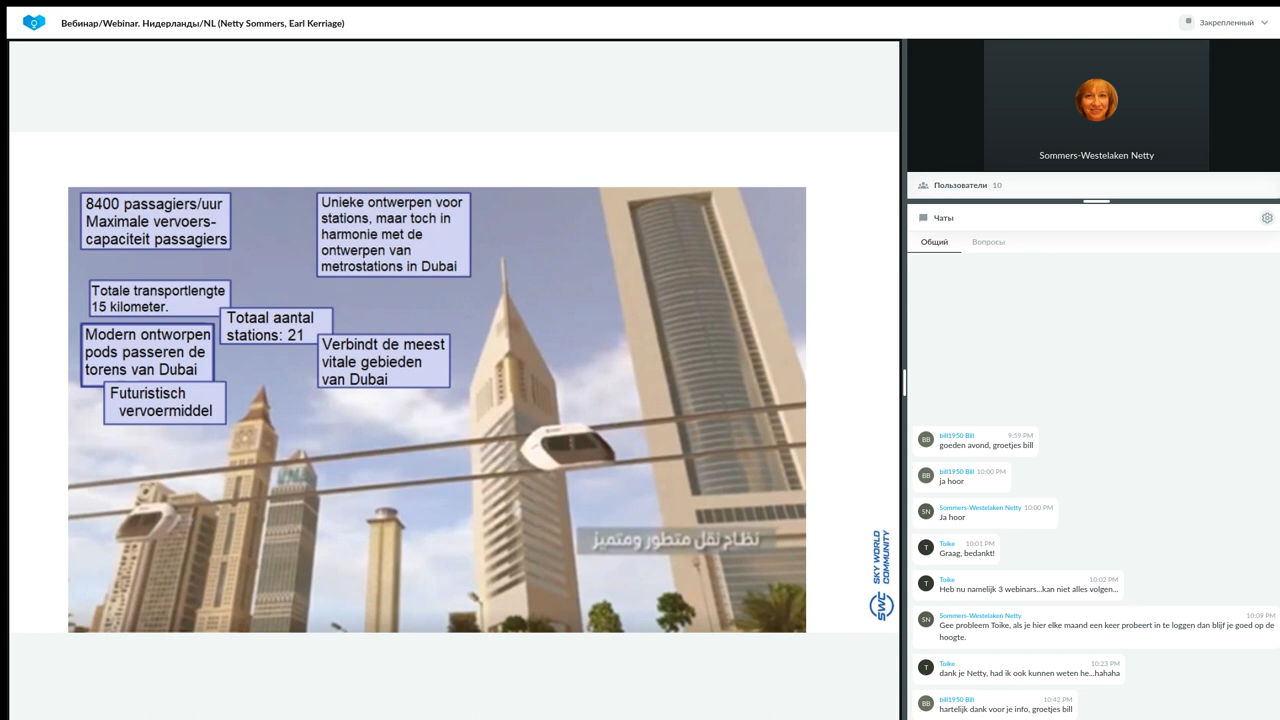 Вебинар/Webinar. Нидерланды/NL (Netty Sommers, Earl Kerriage)
Закрепленный
8400 passagiers/uur
Maximale vervoers-
capaciteit passagiers
Unieke ontwerpen voor
stations, maar toch in
harmonie met de
ontwerpen van
metrostations in Dubai
Totale transportlengte
15 kilometer.
Totaal aantal
stations: 21
Modern ontworpen
pods passeren de
torens van Dubai
Verbindt de meest
vitale gebieden
van Dubai
Futuristisch
vervoermiddel
نظام نقل متطور ومتميز
SKY WORLD
COMMUNITY
SWC
Sommers-Westelaken Netty
Пользователи 10
Чаты
Общий Вопросы
BB bill1950 Bill 9:59 PM
goeden avond, groetjes bill
BB bill1950 Bill 10:00 PM
ja hoor
SN Sommers-Westelaken Netty 10:00 PM
Ja hoor
T Toike 10:01 PM
Graag, bedankt!
T Toike 10:02 PM
Heb nu namelijk 3 webinars...kan niet alles volgen...
SN Sommers-Westelaken Netty 10:09 PM
Gee probleem Toike, als je hier elke maand een keer probeert in te loggen dan blijf je goed op de
hoogte.
T Toike 10:23 PM
dank je Netty, had ik ook kunnen weten he...hahaha
BB bill1950 Bill 10:42 PM
hartelijk dank voor je info, groetjes bill